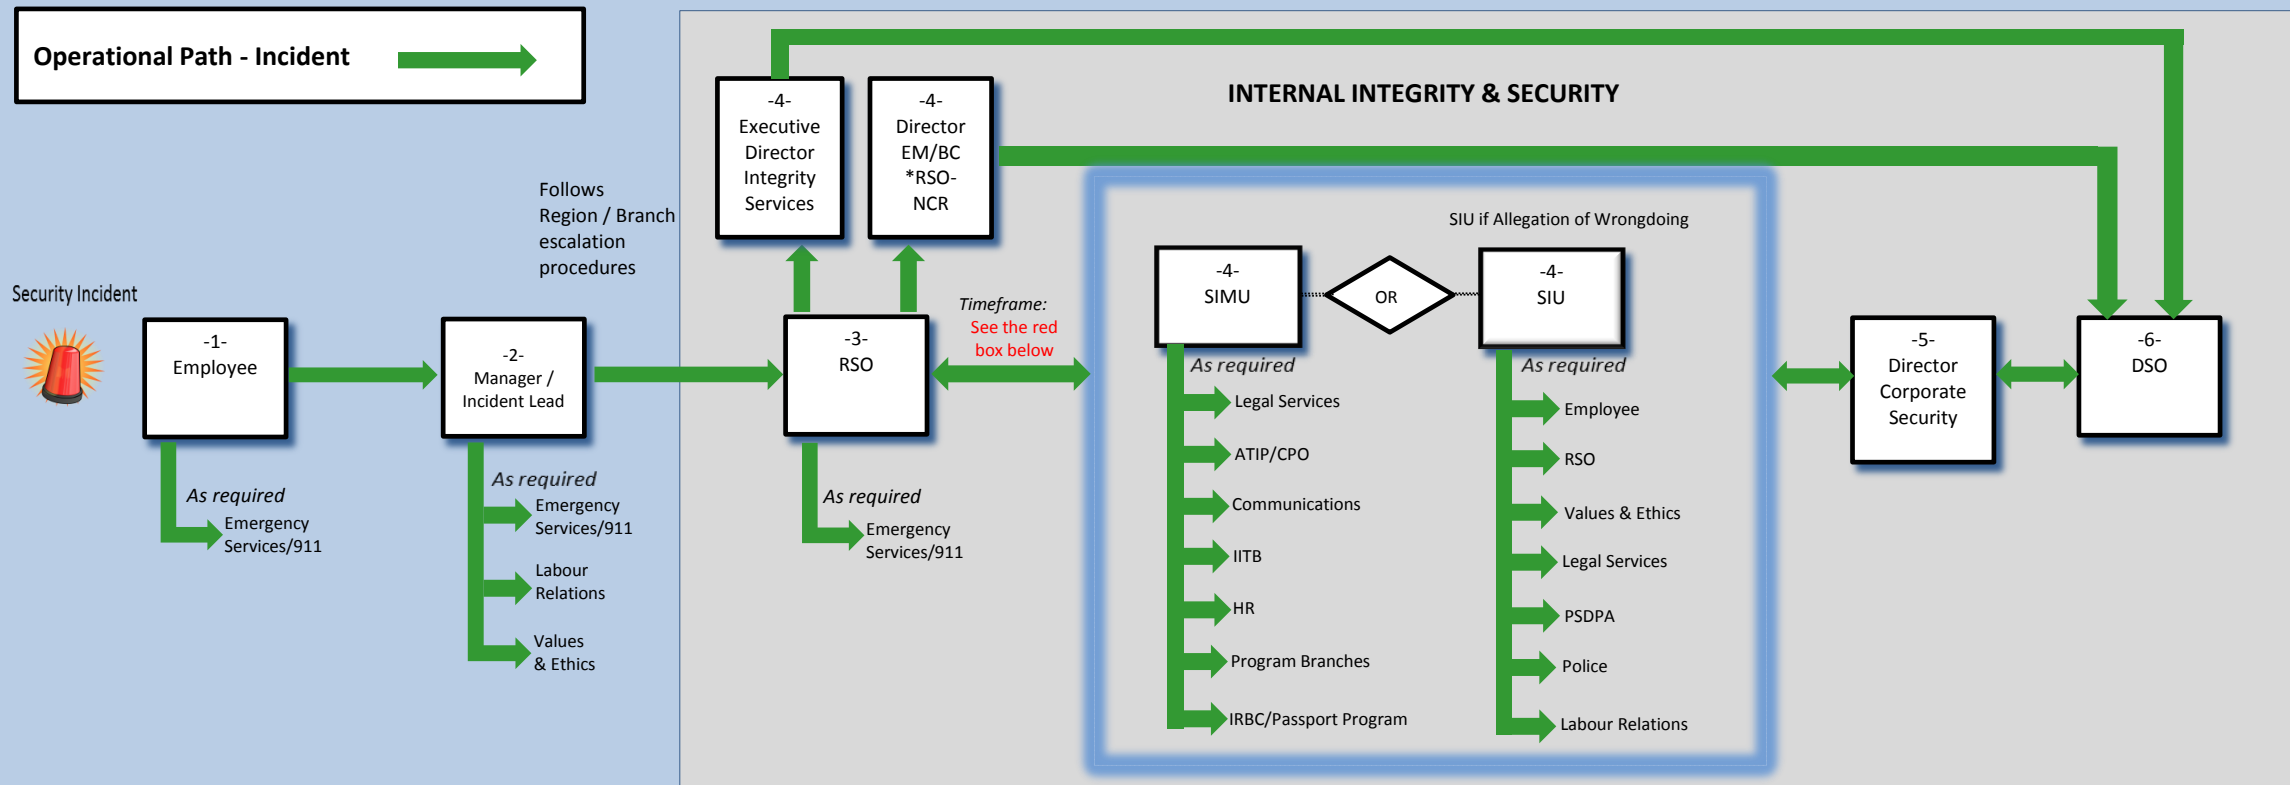 Operational Path - Incident
INTERNAL INTEGRITY & SECURITY
Security Incident
-1-
Employee
As required
Emergency
Services/911
Follows
Region / Branch
escalation
procedures
-2-
Manager /
Incident Lead
As required
Emergency
Services/911
Labour
Relations
Values
& Ethics
-4-
Executive
Director
Integrity
Services
-4-
Director
EM/BC
*RSO-
NCR
-3-
RSO
As required
Emergency
Services/911
Timeframe:
See the red
box below
SIU if Allegation of Wrongdoing
-4-
SIMU
OR
-4-
SIU
As required
Legal Services
ATIP/CPO
Communications
IITB
HR
Program Branches
IRBC/Passport Program
As required
Employee
RSO
Values & Ethics
Legal Services
PSDPA
Police
Labour Relations
-5-
Director
Corporate
Security
-6-
DSO